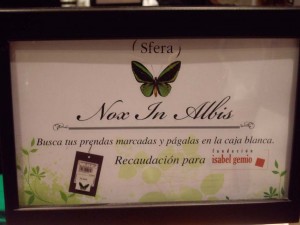 ( Sfera )
Nox In Albis
Busca tus prendas marcadas y págalas en la caja blanca.
Recaudación para
fundación
isabel gemio